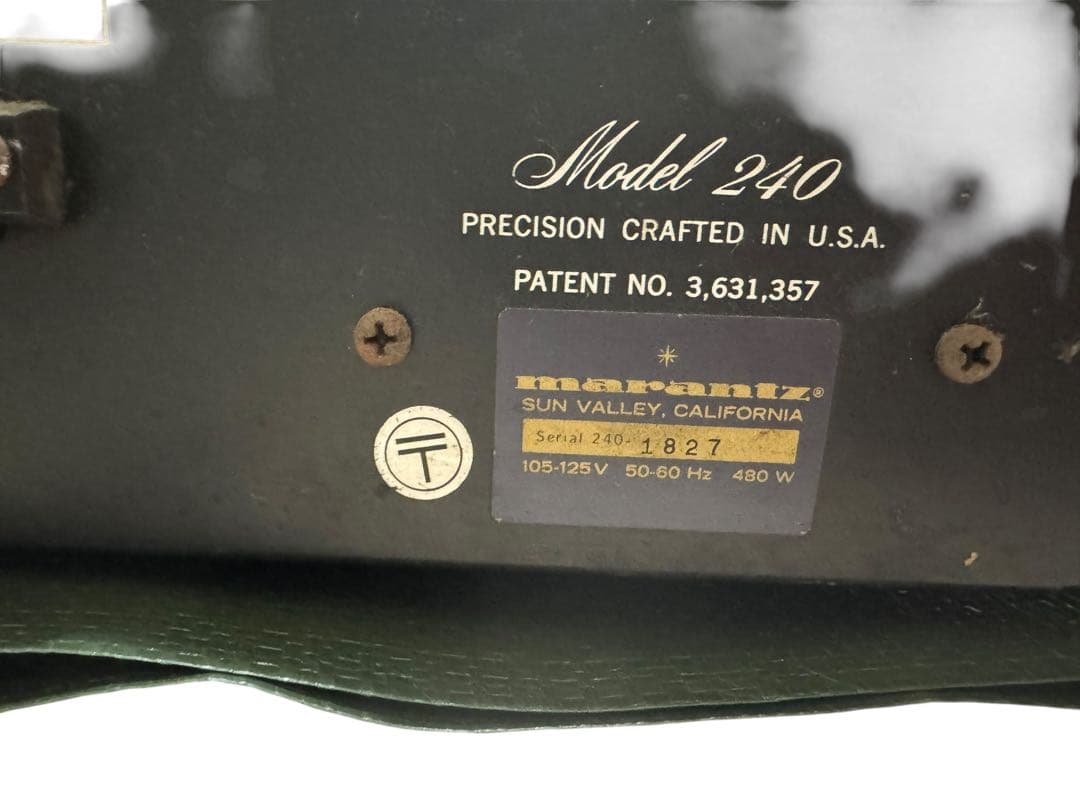 Model 240
PRECISION CRAFTED IN U.S.A.
PATENT NO. 3,631,357
marantz®
SUN VALLEY, CALIFORNIA
Serial 240- 1827
105-125V 50-60 Hz 480 W
〒